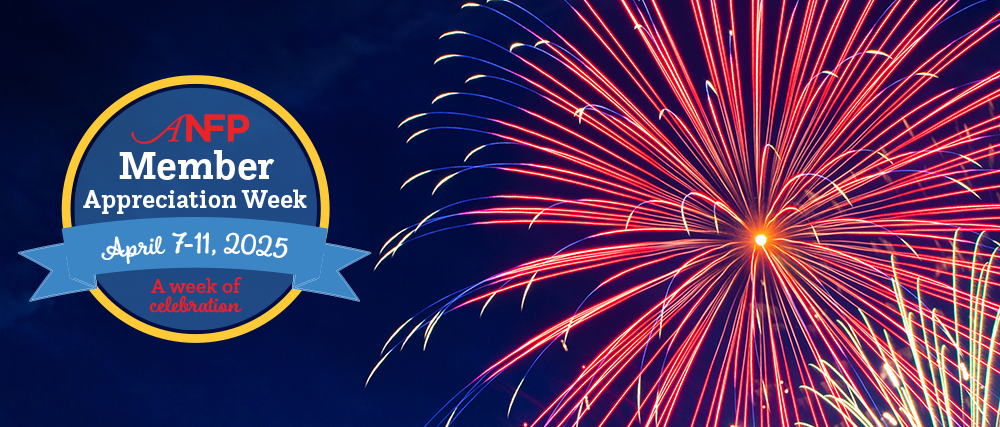 ANFP
Member
Appreciation Week
April 7-11, 2025
A week of
celebration